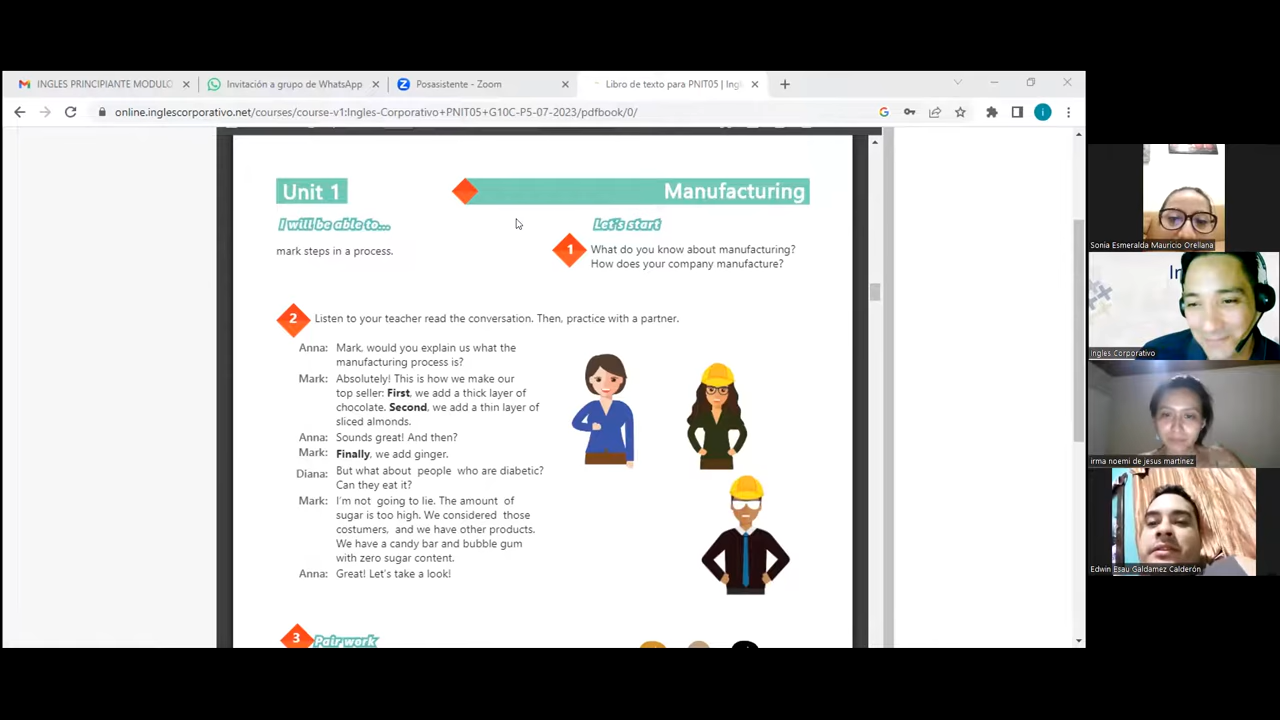 INGLES PRINCIPIANTE MODULO
Invitación a grupo de WhatsApp
Posasistente - Zoom
Libro de texto para PNIT05 | Ingl
online.inglescorporativo.net/courses/course-v1:Ingles-Corporativo+PNIT05+G10C-P5-07-2023/pdfbook/0/
Unit 1
Manufacturing
I will be able to...
Let's start
mark steps in a process.
1
What do you know about manufacturing?
How does your company manufacture?
2
Listen to your teacher read the conversation. Then, practice with a partner.
Anna: Mark, would you explain us what the
manufacturing process is?
Mark: Absolutely! This is how we make our
top seller: First, we add a thick layer of
chocolate. Second, we add a thin layer of
sliced almonds.
Anna: Sounds great! And then?
Mark: Finally, we add ginger.
Diana: But what about people who are diabetic?
Can they eat it?
Mark: I'm not going to lie. The amount of
sugar is too high. We considered those
costumers, and we have other products.
We have a candy bar and bubble gum
with zero sugar content.
Anna: Great! Let's take a look!
3
Pair work
Sonia Esmeralda Mauricio Orellana
In
Ingles Corporativo
irma noemi de jesus martinez
Edwin Esau Galdamez Calderón